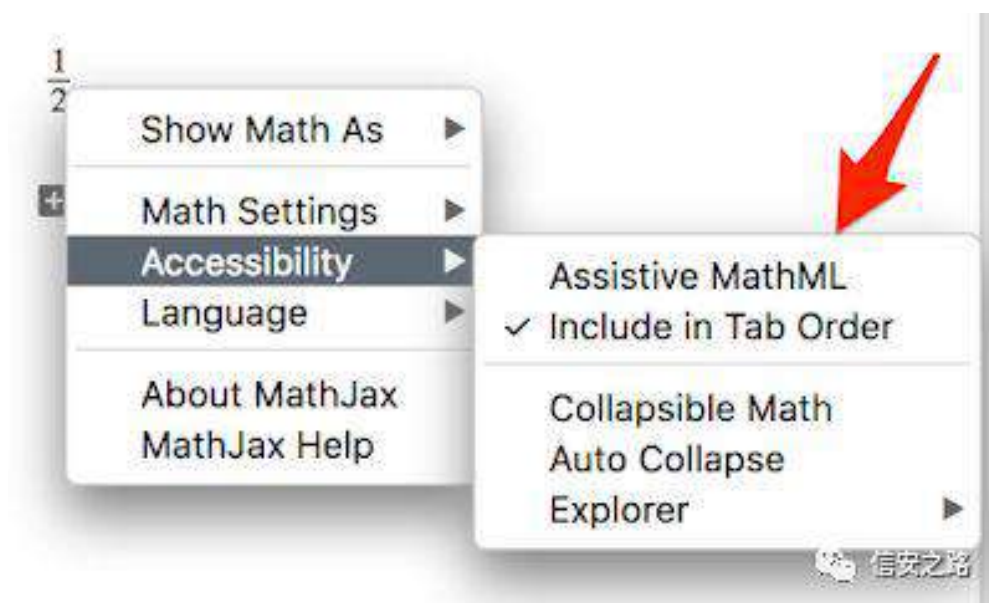 1
2
Show Math As
Math Settings
Accessibility
Language
About MathJax
MathJax Help
Assistive MathML
✓ Include in Tab Order
Collapsible Math
Auto Collapse
Explorer
信安之路